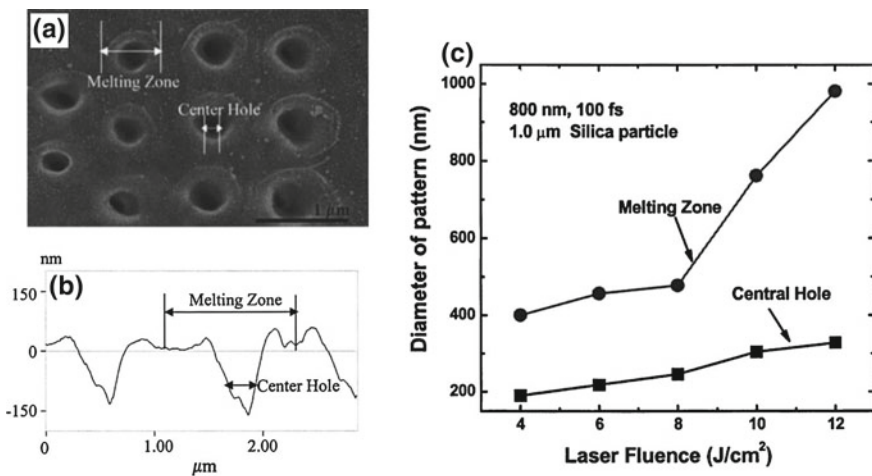 (a)
Melting Zone
Center Hole
1 μm
(b)
nm
150
0
-150
Melting Zone
Center Hole
0
1.00
2.00
μm
(c)
Diameter of pattern (nm)
1000
800
600
400
200
800 nm, 100 fs
1.0 μm Silica particle
Melting Zone
Central Hole
4
6
8
10
12
Laser Fluence (J/cm²)